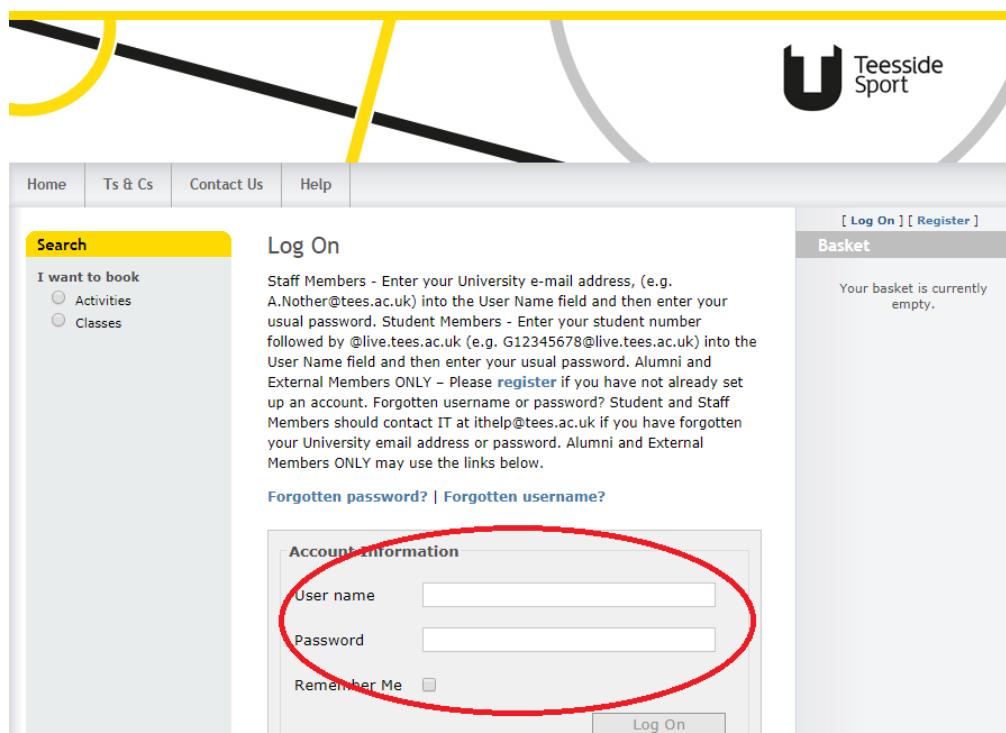 Teesside
Sport
Home
Ts & Cs
Contact Us
Help
[ Log On ] [ Register ]
Search
I want to book
Activities
Classes
Log On
Staff Members - Enter your University e-mail address, (e.g.
A.Nother@tees.ac.uk) into the User Name field and then enter your
usual password. Student Members - Enter your student number
followed by @live.tees.ac.uk (e.g. G12345678@live.tees.ac.uk) into the
User Name field and then enter your usual password. Alumni and
External Members ONLY – Please register if you have not already set
up an account. Forgotten username or password? Student and Staff
Members should contact IT at ithelp@tees.ac.uk if you have forgotten
your University email address or password. Alumni and External
Members ONLY may use the links below.
Forgotten password? | Forgotten username?
Account Information
User name
Password
Remember Me
Log On
Basket
Your basket is currently
empty.